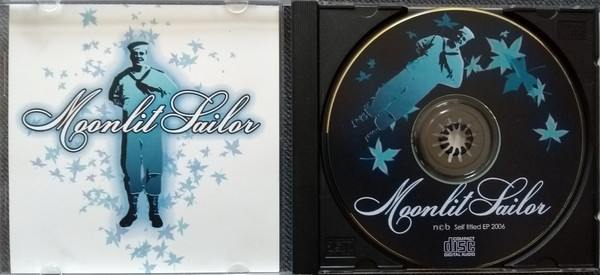 Moonlit Sailor
Moonlit Sailor
Self titled EP 2006
COMPACT
disc
DIGITAL AUDIO